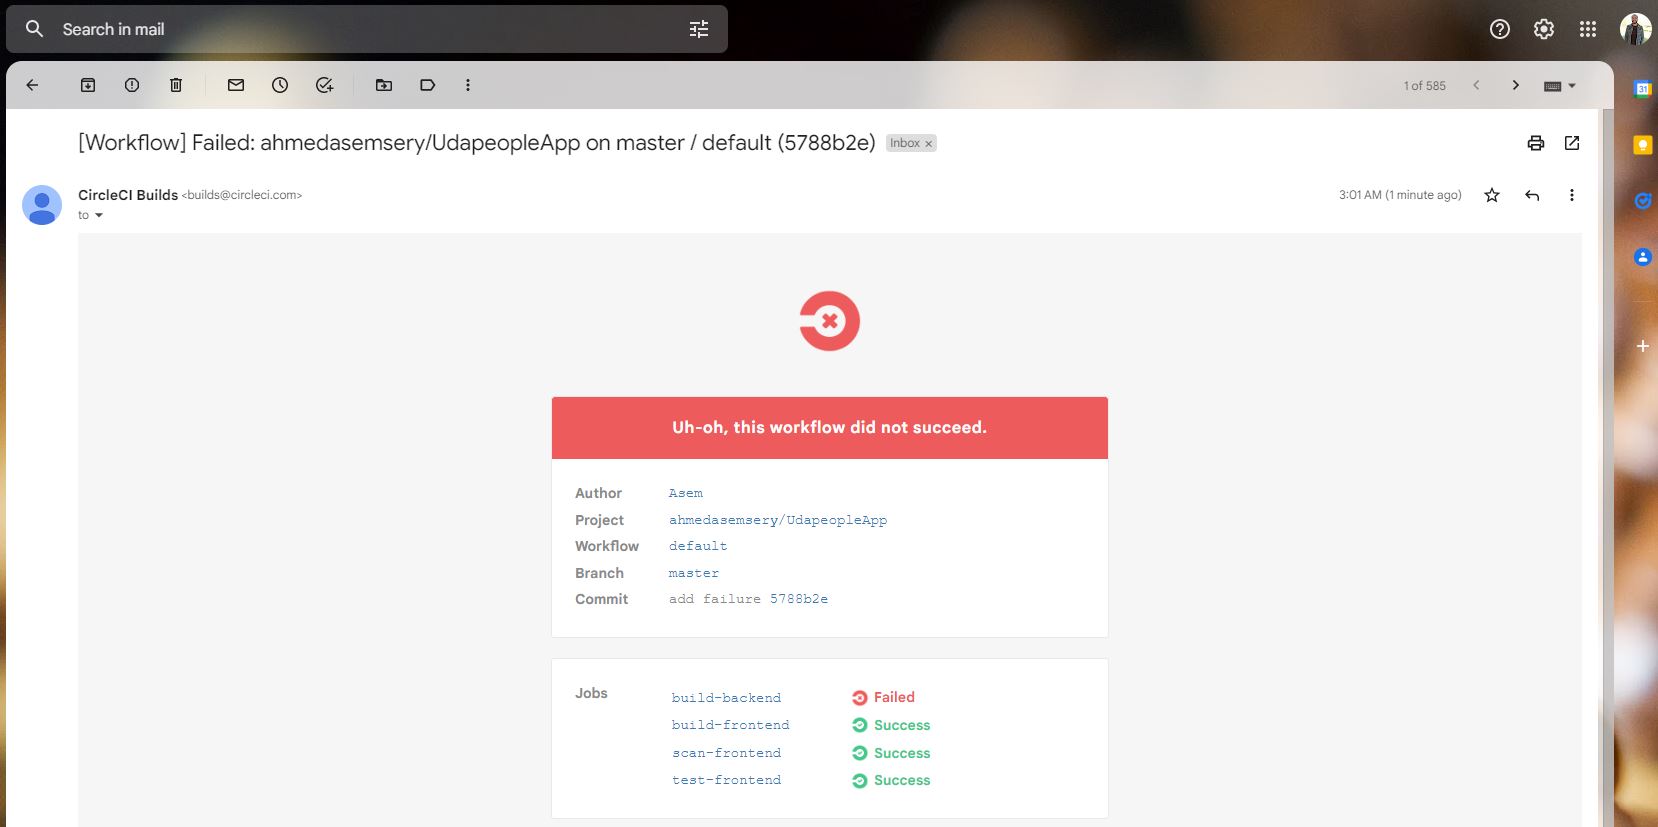 Search in mail
1 of 585
[Workflow] Failed: ahmedasemsery/UdapeopleApp on master / default (5788b2e) Inbox ×
CircleCI Builds <builds@circleci.com> 3:01 AM (1 minute ago)
to
31
Uh-oh, this workflow did not succeed.
Author Asem
Project ahmedasemsery/UdapeopleApp
Workflow default
Branch master
Commit add failure 5788b2e
Jobs build-backend Failed
build-frontend Success
scan-frontend Success
test-frontend Success